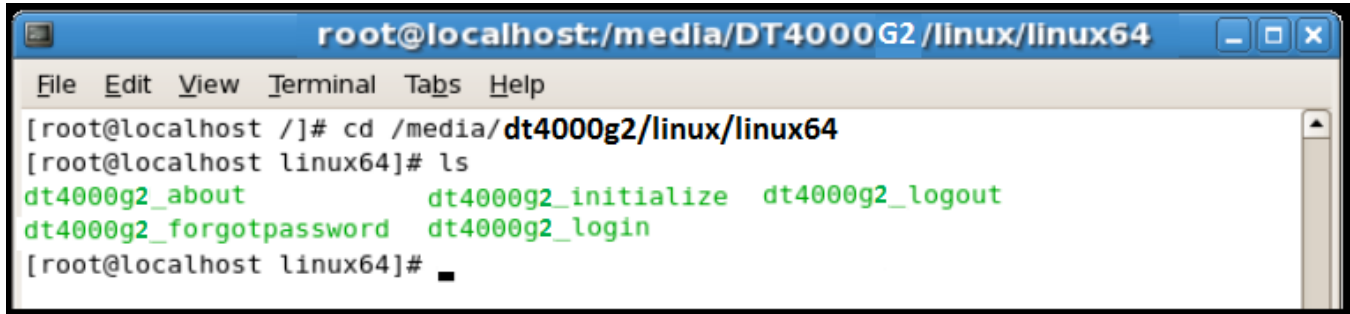 root@localhost:/media/DT4000G2/linux/linux64
File Edit View Terminal Tabs Help
[root@localhost /]# cd /media/dt4000g2/linux/linux64
[root@localhost linux64]# ls
dt4000g2_about dt4000g2_initialize dt4000g2_logout
dt4000g2_forgotpassword dt4000g2_login
[root@localhost linux64]#